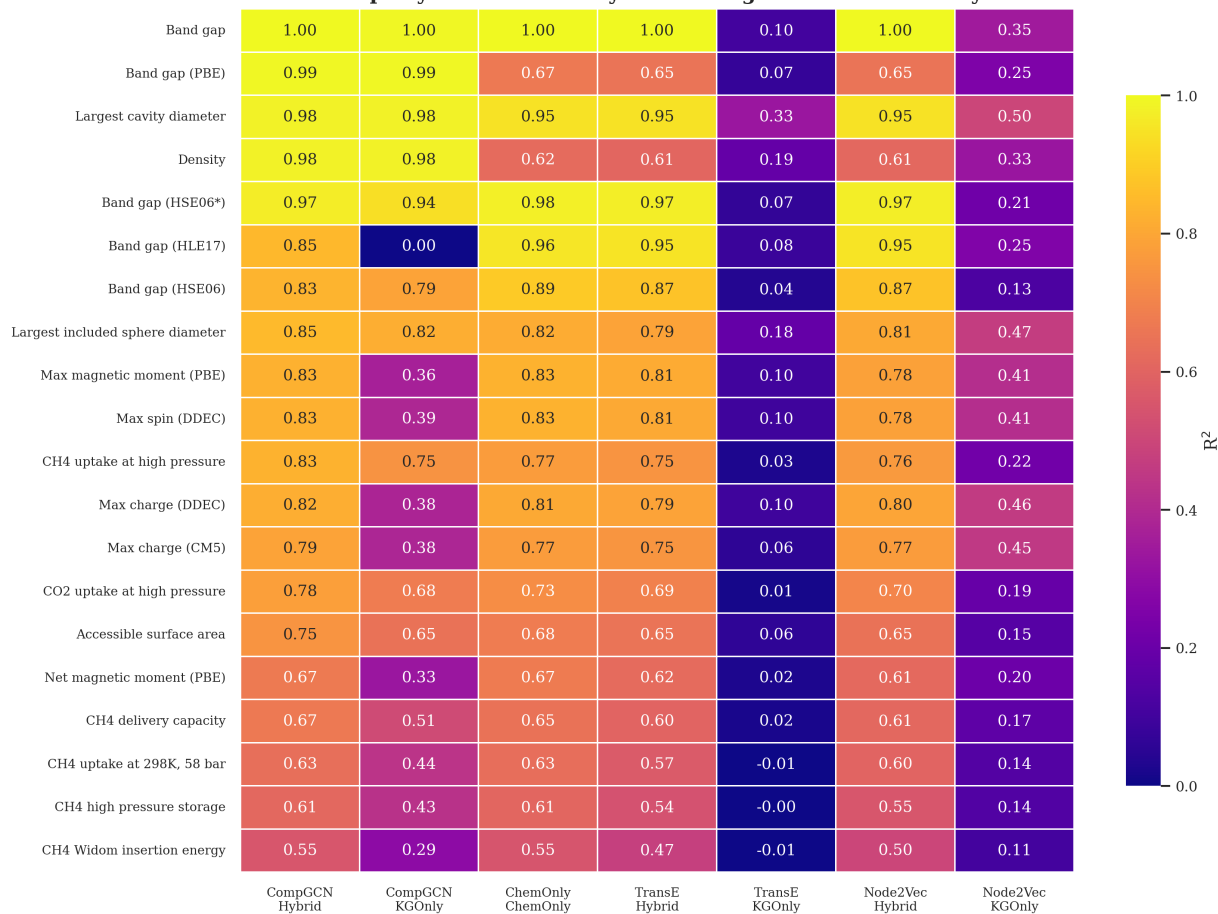 Band gap 1.00 1.00 1.00 1.00 0.10 1.00 0.35
Band gap (PBE) 0.99 0.99 0.67 0.65 0.07 0.65 0.25
Largest cavity diameter 0.98 0.98 0.95 0.95 0.33 0.95 0.50
Density 0.98 0.98 0.62 0.61 0.19 0.61 0.33
Band gap (HSE06*) 0.97 0.94 0.98 0.97 0.07 0.97 0.21
Band gap (HLE17) 0.85 0.00 0.96 0.95 0.08 0.95 0.25
Band gap (HSE06) 0.83 0.79 0.89 0.87 0.04 0.87 0.13
Largest included sphere diameter 0.85 0.82 0.82 0.79 0.18 0.81 0.47
Max magnetic moment (PBE) 0.83 0.36 0.83 0.81 0.10 0.78 0.41
Max spin (DDEC) 0.83 0.39 0.83 0.81 0.10 0.78 0.41
CH4 uptake at high pressure 0.83 0.75 0.77 0.75 0.03 0.76 0.22
Max charge (DDEC) 0.82 0.38 0.81 0.79 0.10 0.80 0.46
Max charge (CM5) 0.79 0.38 0.77 0.75 0.06 0.77 0.45
CO2 uptake at high pressure 0.78 0.68 0.73 0.69 0.01 0.70 0.19
Accessible surface area 0.75 0.65 0.68 0.65 0.06 0.65 0.15
Net magnetic moment (PBE) 0.67 0.33 0.67 0.62 0.02 0.61 0.20
CH4 delivery capacity 0.67 0.51 0.65 0.60 0.02 0.61 0.17
CH4 uptake at 298K, 58 bar 0.63 0.44 0.63 0.57 -0.01 0.60 0.14
CH4 high pressure storage 0.61 0.43 0.61 0.54 -0.00 0.55 0.14
CH4 Widom insertion energy 0.55 0.29 0.55 0.47 -0.01 0.50 0.11
CompGCN CompGCN ChemOnly TransE TransE Node2Vec Node2Vec
Hybrid KGOnly ChemOnly Hybrid KGOnly Hybrid KGOnly
1.0
0.8
0.6
0.4
0.2
0.0
R²